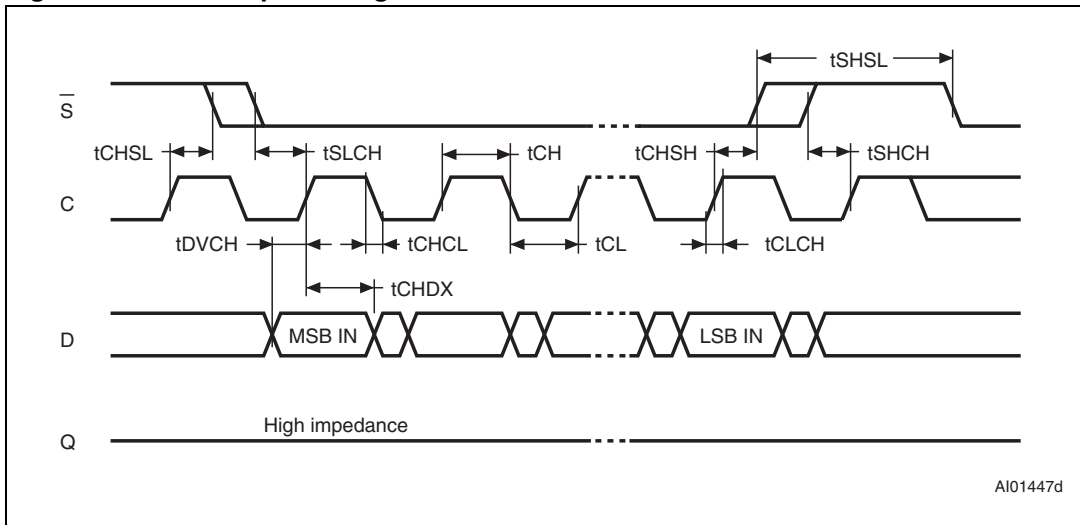 tSHSL
S
tCHSL
tSLCH
tCH
tCHSH
tSHCH
C
tDVCH
tCHCL
tCL
tCLCH
tCHDX
D
MSB IN
LSB IN
High impedance
Q
AI01447d